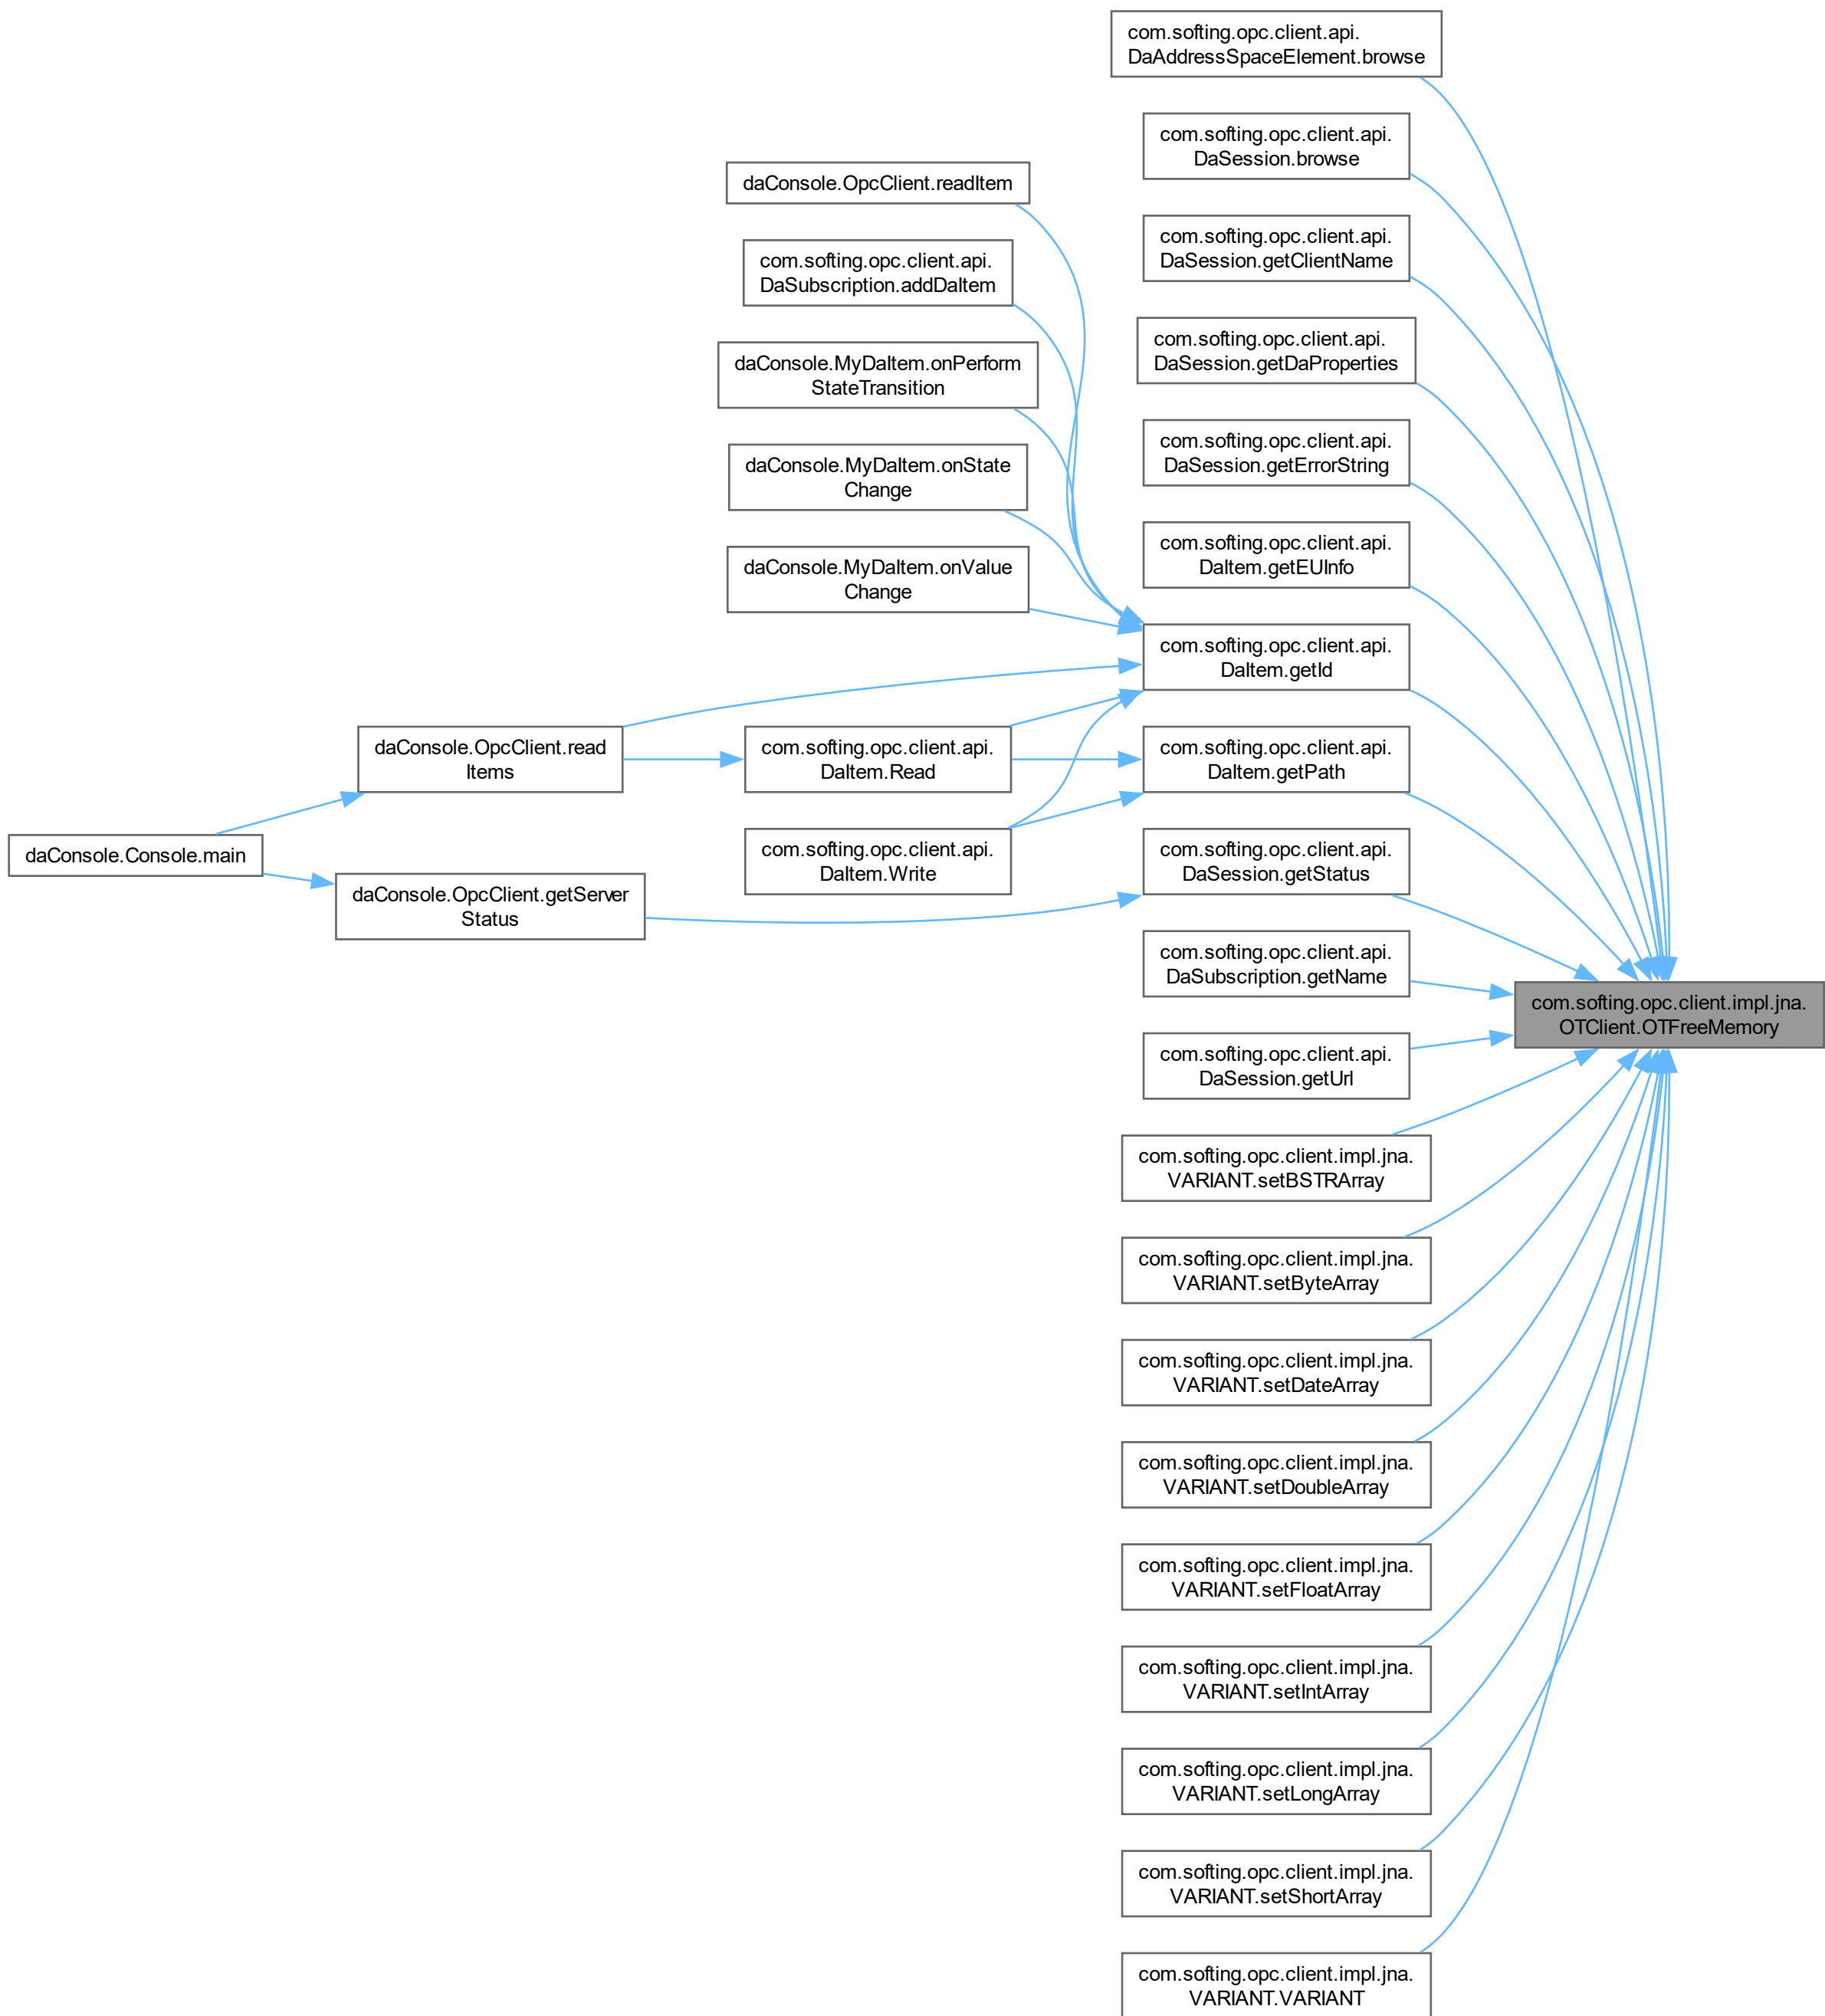 com.softing.opc.client.api.
DaAddressSpaceElement.browse
com.softing.opc.client.api.
DaSession.browse
daConsole.OpcClient.readItem
com.softing.opc.client.api.
DaSession.getClientName
com.softing.opc.client.api.
DaSubscription.addDaItem
com.softing.opc.client.api.
DaSession.getDaProperties
daConsole.MyDaItem.onPerform
StateTransition
com.softing.opc.client.api.
DaSession.getErrorString
daConsole.MyDaItem.onState
Change
com.softing.opc.client.api.
DaItem.getEUInfo
daConsole.MyDaItem.onValue
Change
com.softing.opc.client.api.
DaItem.getId
daConsole.OpcClient.read
Items
com.softing.opc.client.api.
DaItem.Read
com.softing.opc.client.api.
DaItem.getPath
daConsole.Console.main
com.softing.opc.client.api.
DaItem.Write
com.softing.opc.client.api.
DaSession.getStatus
daConsole.OpcClient.getServer
Status
com.softing.opc.client.api.
DaSubscription.getName
com.softing.opc.client.impl.jna.
OTClient.OTFreeMemory
com.softing.opc.client.api.
DaSession.getUrl
com.softing.opc.client.impl.jna.
VARIANT.setBSTRArray
com.softing.opc.client.impl.jna.
VARIANT.setByteArray
com.softing.opc.client.impl.jna.
VARIANT.setDateArray
com.softing.opc.client.impl.jna.
VARIANT.setDoubleArray
com.softing.opc.client.impl.jna.
VARIANT.setFloatArray
com.softing.opc.client.impl.jna.
VARIANT.setIntArray
com.softing.opc.client.impl.jna.
VARIANT.setLongArray
com.softing.opc.client.impl.jna.
VARIANT.setShortArray
com.softing.opc.client.impl.jna.
VARIANT.VARIANT